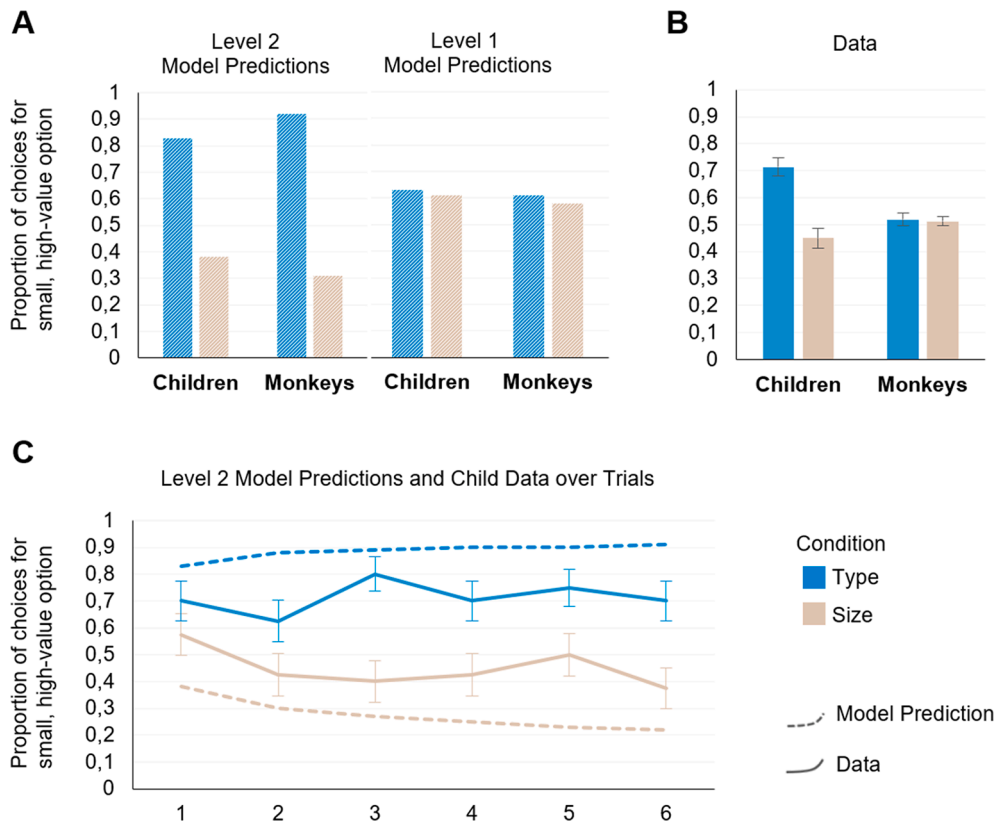 A
Level 2
Model Predictions
Level 1
Model Predictions
Proportion of choices for
small, high-value option
1
0,9
0,8
0,7
0,6
0,5
0,4
0,3
0,2
0,1
0
Children
Monkeys
Children
Monkeys
B
Data
1
0,9
0,8
0,7
0,6
0,5
0,4
0,3
0,2
0,1
0
Children
Monkeys
C
Level 2 Model Predictions and Child Data over Trials
Proportion of choices for
small, high-value option
1
0,9
0,8
0,7
0,6
0,5
0,4
0,3
0,2
0,1
0
1
2
3
4
5
6
Condition
Type
Size
Model Prediction
Data